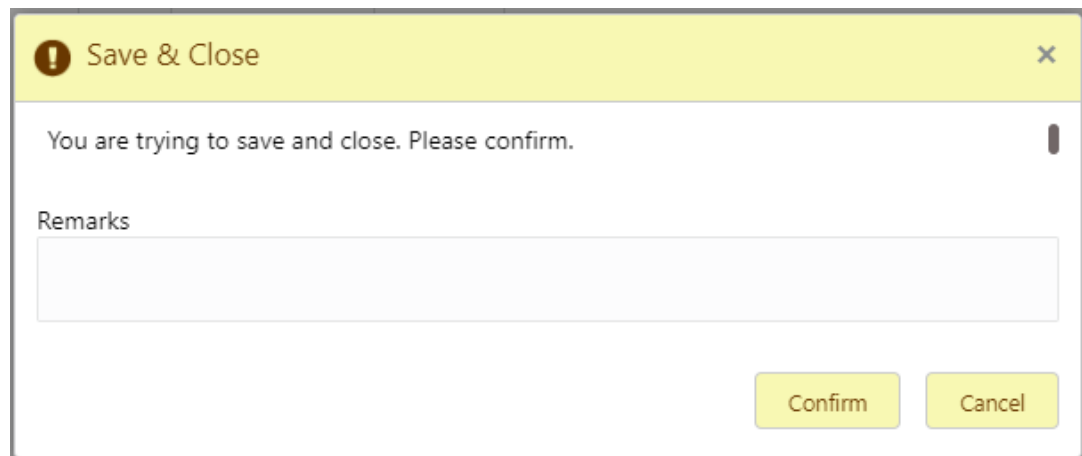 Save & Close
You are trying to save and close. Please confirm.
Remarks
Confirm
Cancel